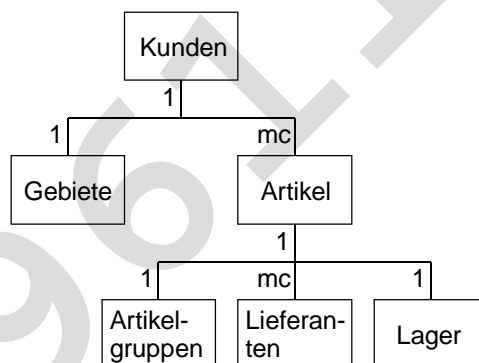 Kunden
1
1
mc
Gebiete
Artikel
1
1
mc
1
Artikel-
gruppen
Lieferan-
ten
Lager